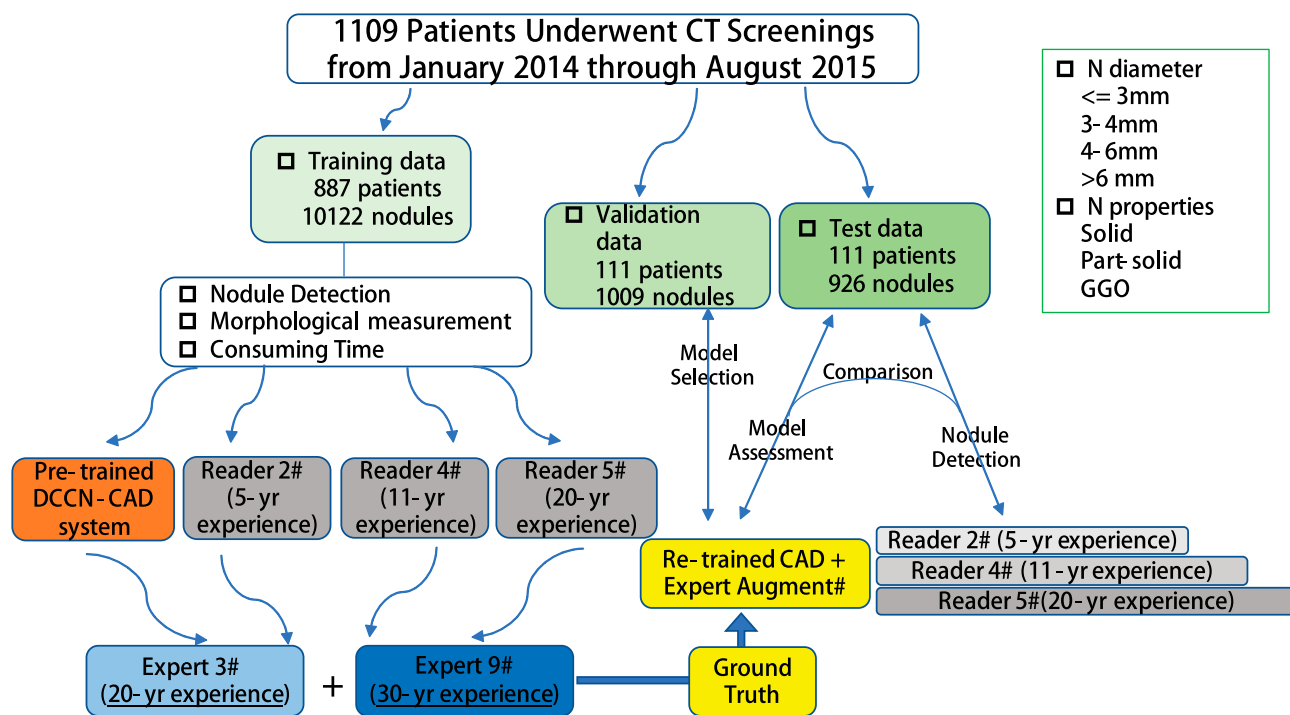 1109 Patients Underwent CT Screenings
from January 2014 through August 2015
N diameter
<= 3mm
3-4mm
4-6mm
>6 mm
N properties
Solid
Part-solid
GGO
Training data
887 patients
10122 nodules
Validation
data
111 patients
1009 nodules
Test data
111 patients
926 nodules
Nodule Detection
Morphological measurement
Consuming Time
Model
Selection
Comparison
Model
Assessment
Nodule
Detection
Pre-trained
DCCN-CAD
system
Reader 2#
(5-yr
experience)
Reader 4#
(11-yr
experience)
Reader 5#
(20-yr
experience)
Re-trained CAD +
Expert Augment#
Reader 2# (5-yr experience)
Reader 4# (11-yr experience)
Reader 5#(20-yr experience)
Expert 3#
(20-yr experience)
+
Expert 9#
(30-yr experience)
Ground
Truth